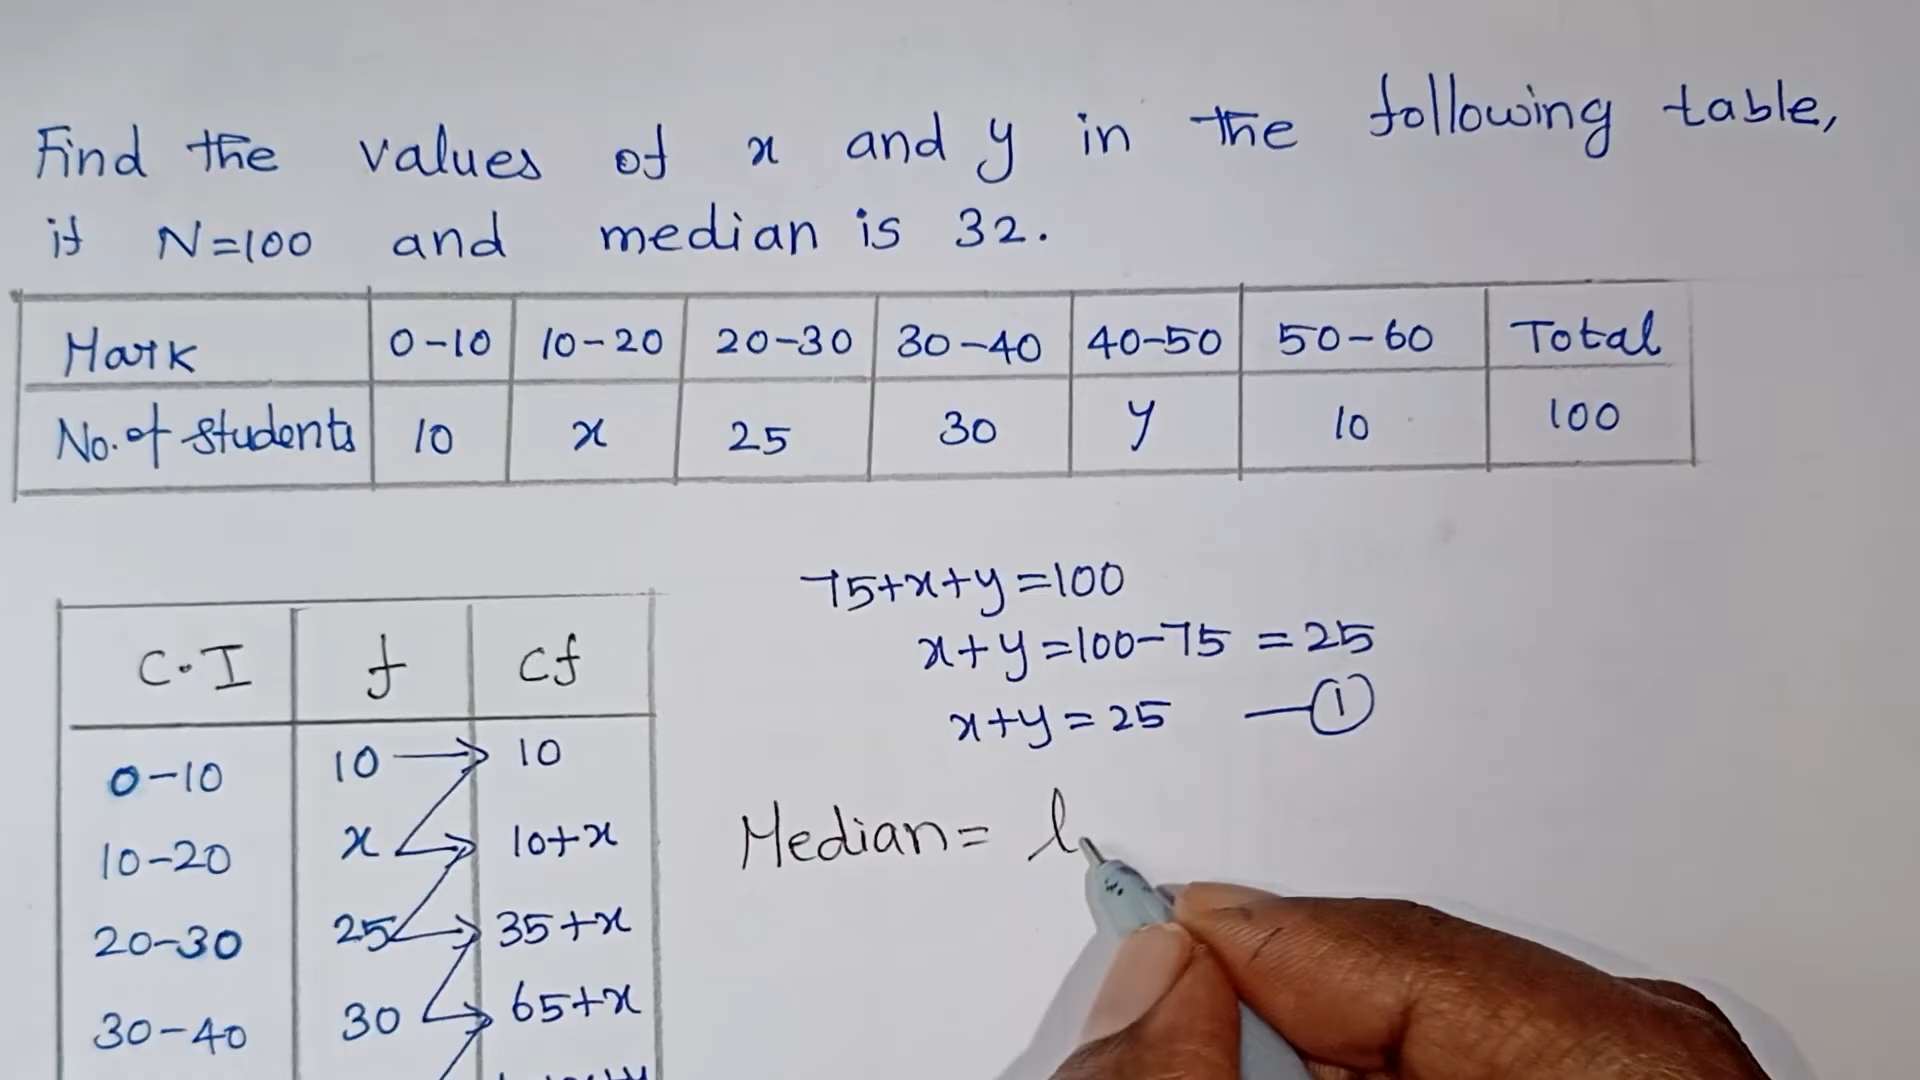 Find the values of x and y in the following table,
if N=100 and median is 32.
Mark 0-10 10-20 20-30 30-40 40-50 50-60 Total
No. of students 10 x 25 30 y 10 100
75+x+y=100
x+y=100-75 =25
x+y=25 —①
Median= l
C.I f Cf
0-10 10 10
10-20 x 10+x
20-30 25 35+x
30-40 30 65+x